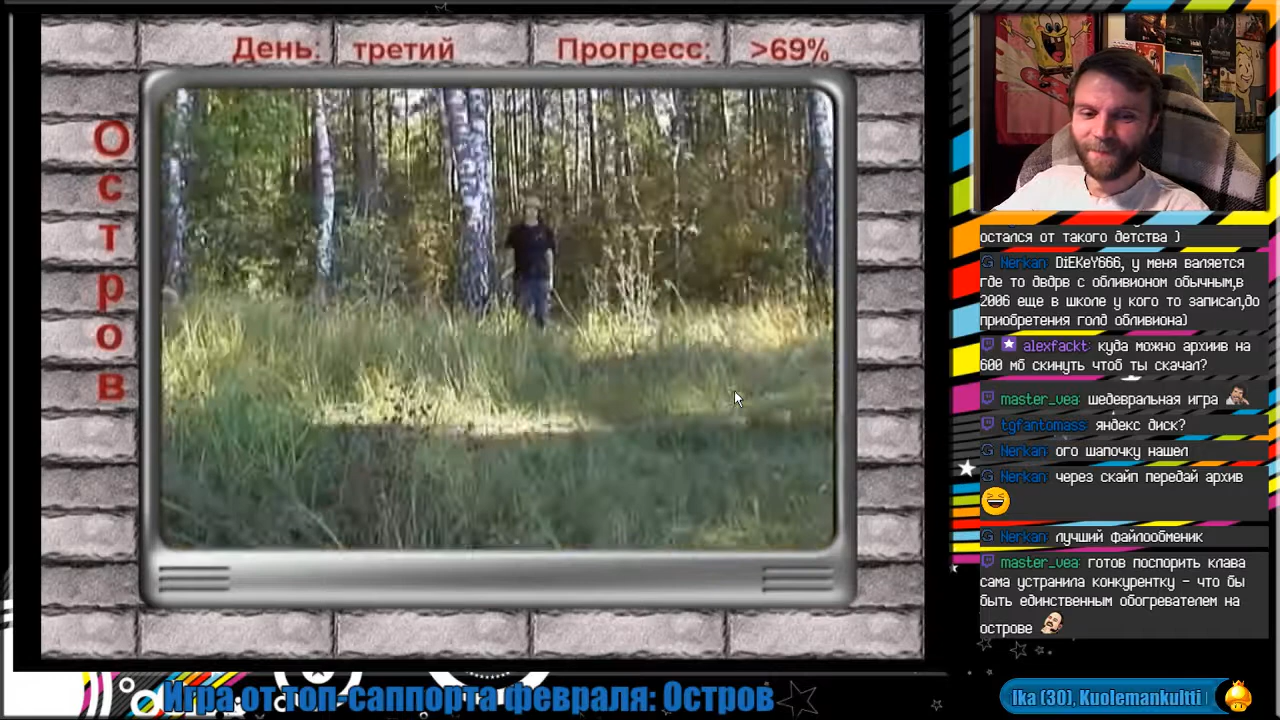 День: третий Прогресс: >69%
Остров
остался от такого детства )
Nerkan: DiEKeY666, у меня валяется
где то двдрв с обливионом обычным,в
2006 еще в школе у кого то записал,до
приобретения голд обливиона)
alexfackt: куда можно архиив на
600 мб скинуть чтоб ты скачал?
master_vea: шедевральная игра
tgfantomass: яндекс диск?
Nerkan: ого шапочку нашел
Nerkan: через скайп передай архив
Nerkan: лучший файлообменик
master_vea: готов поспорить клава
сама устранила конкурентку - что бы
быть единственным обогревателем на
острове
Игра от топ-саппорта февраля: Остров
Ika (30), Kuolemankultti